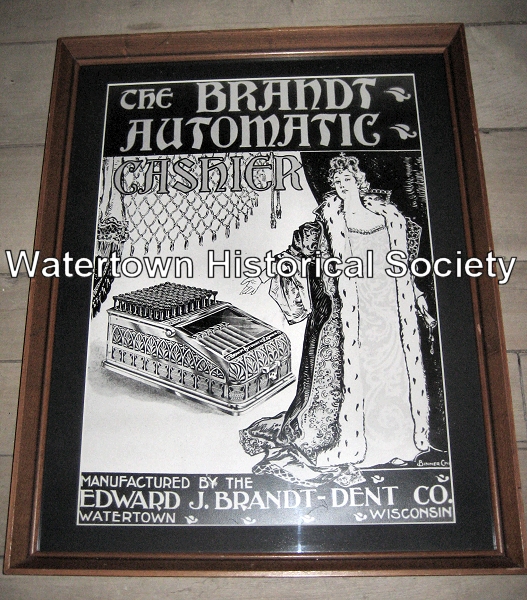 THE BRANDT
AUTOMATIC
CASHIER
Watertown Historical Society
MANUFACTURED BY THE
EDWARD J. BRANDT-DENT CO.
WATERTOWN WISCONSIN